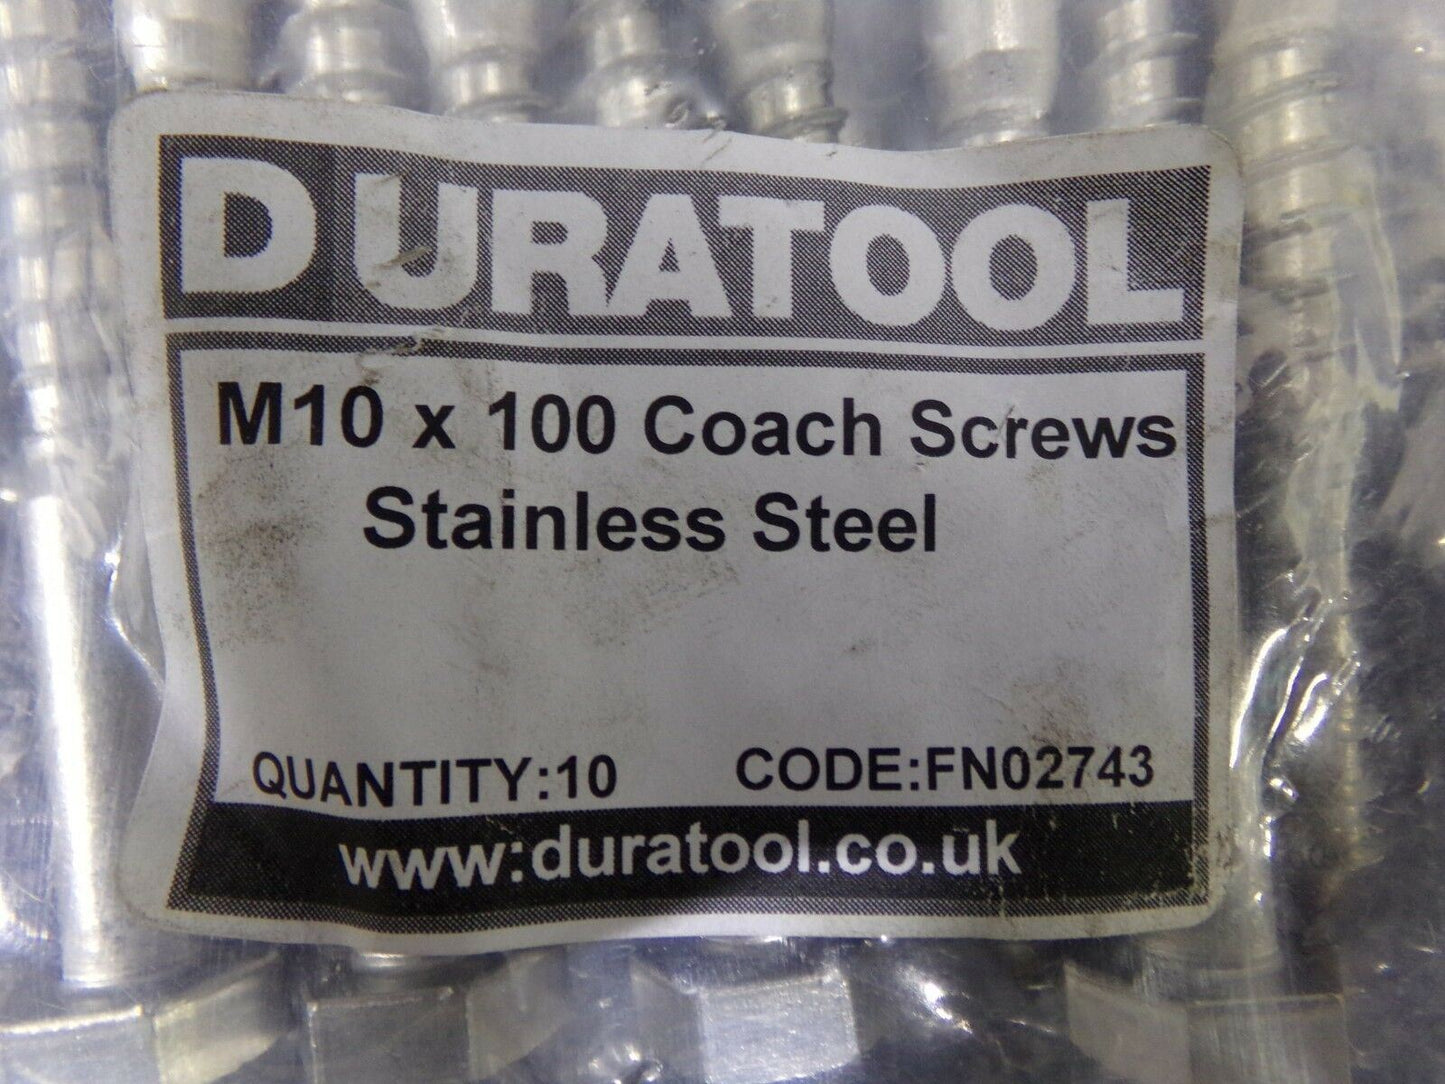 DURATOOL
M10 x 100 Coach Screws
Stainless Steel
QUANTITY:10 CODE:FN02743
www.duratool.co.uk